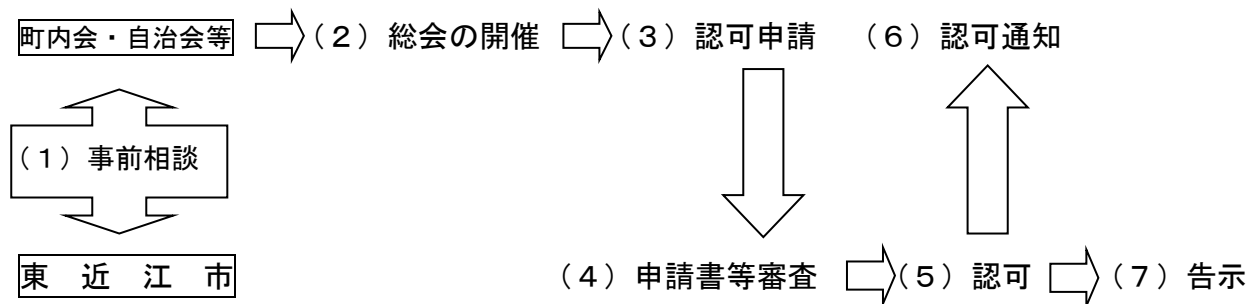 町内会・自治会等 (2) 総会の開催 (3) 認可申請 (6) 認可通知
(1) 事前相談
東 近 江 市 (4) 申請書等審査 (5) 認可 (7) 告示